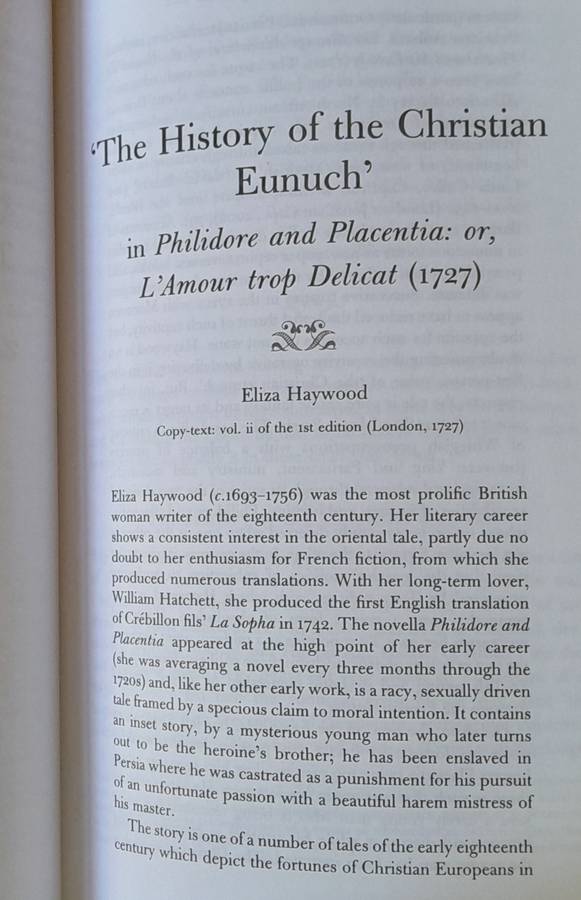 ‘The History of the Christian
Eunuch’
in Philidore and Placentia: or,
L’Amour trop Delicat (1727)
Eliza Haywood
Copy-text: vol. ii of the 1st edition (London, 1727)
Eliza Haywood (c.1693–1756) was the most prolific British
woman writer of the eighteenth century. Her literary career
shows a consistent interest in the oriental tale, partly due no
doubt to her enthusiasm for French fiction, from which she
produced numerous translations. With her long-term lover,
William Hatchett, she produced the first English translation
of Crébillon fils’ La Sopha in 1742. The novella Philidore and
Placentia appeared at the high point of her early career
(she was averaging a novel every three months through the
1720s) and, like her other early work, is a racy, sexually driven
tale framed by a specious claim to moral intention. It contains
an inset story, by a mysterious young man who later turns
out to be the heroine’s brother; he has been enslaved in
Persia where he was castrated as a punishment for his pursuit
of an unfortunate passion with a beautiful harem mistress of
his master.
The story is one of a number of tales of the early eighteenth
century which depict the fortunes of Christian Europeans in